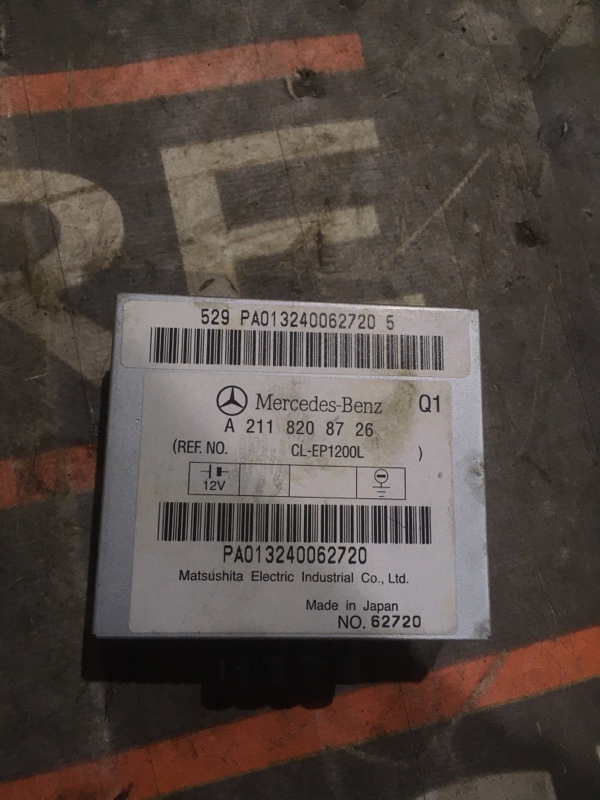 RE
529 PA013240062720 5
Mercedes-Benz Q1
A 211 820 87 26
(REF. NO. CL-EP1200L )
12V
PA013240062720
Matsushita Electric Industrial Co., Ltd.
Made in Japan
NO. 62720